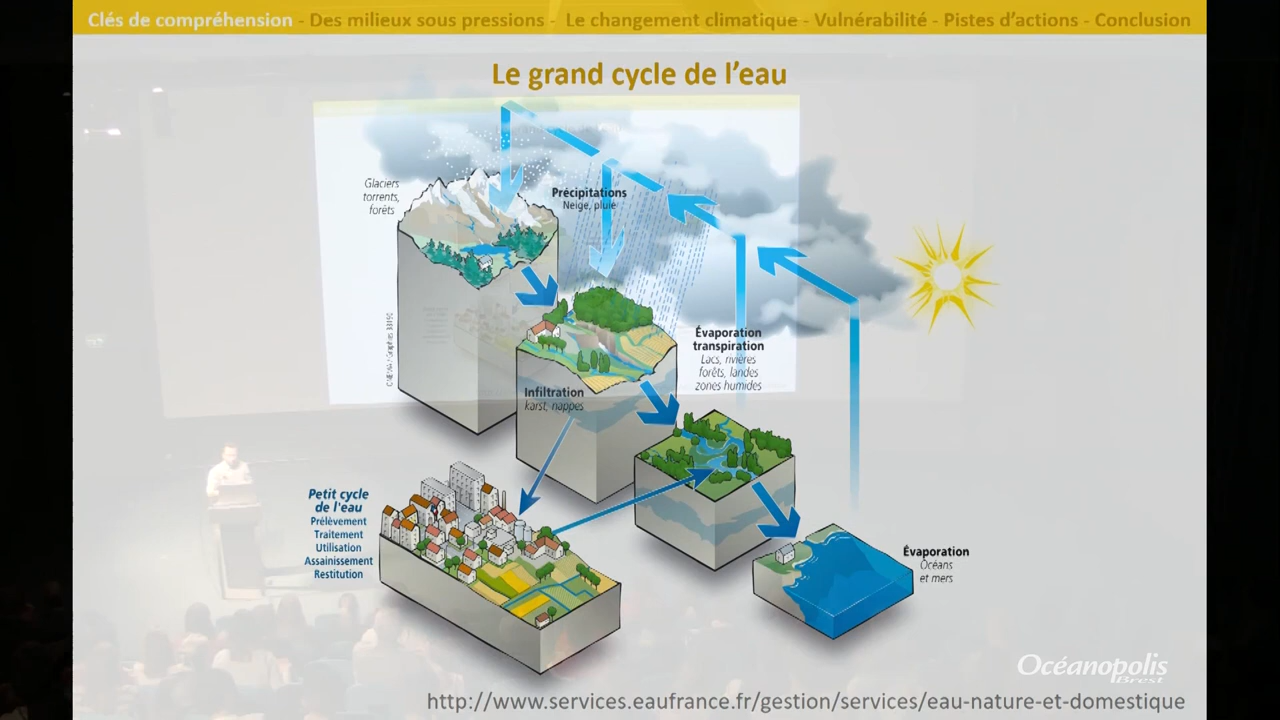 Clés de compréhension - Des milieux sous pressions - Le changement climatique - Vulnérabilité - Pistes d'actions - Conclusion
Le grand cycle de l'eau
Glaciers
torrents,
forêts
Précipitations
Neige, pluie
Évaporation
transpiration
Lacs, rivières
forêts, landes
zones humides
Infiltration
karst, nappes
Petit cycle
de l'eau
Prélèvement
Traitement
Utilisation
Assainissement
Restitution
Évaporation
Océans
et mers
Océanopolis
Brest
http://www.services.eaufrance.fr/gestion/services/eau-nature-et-domestique